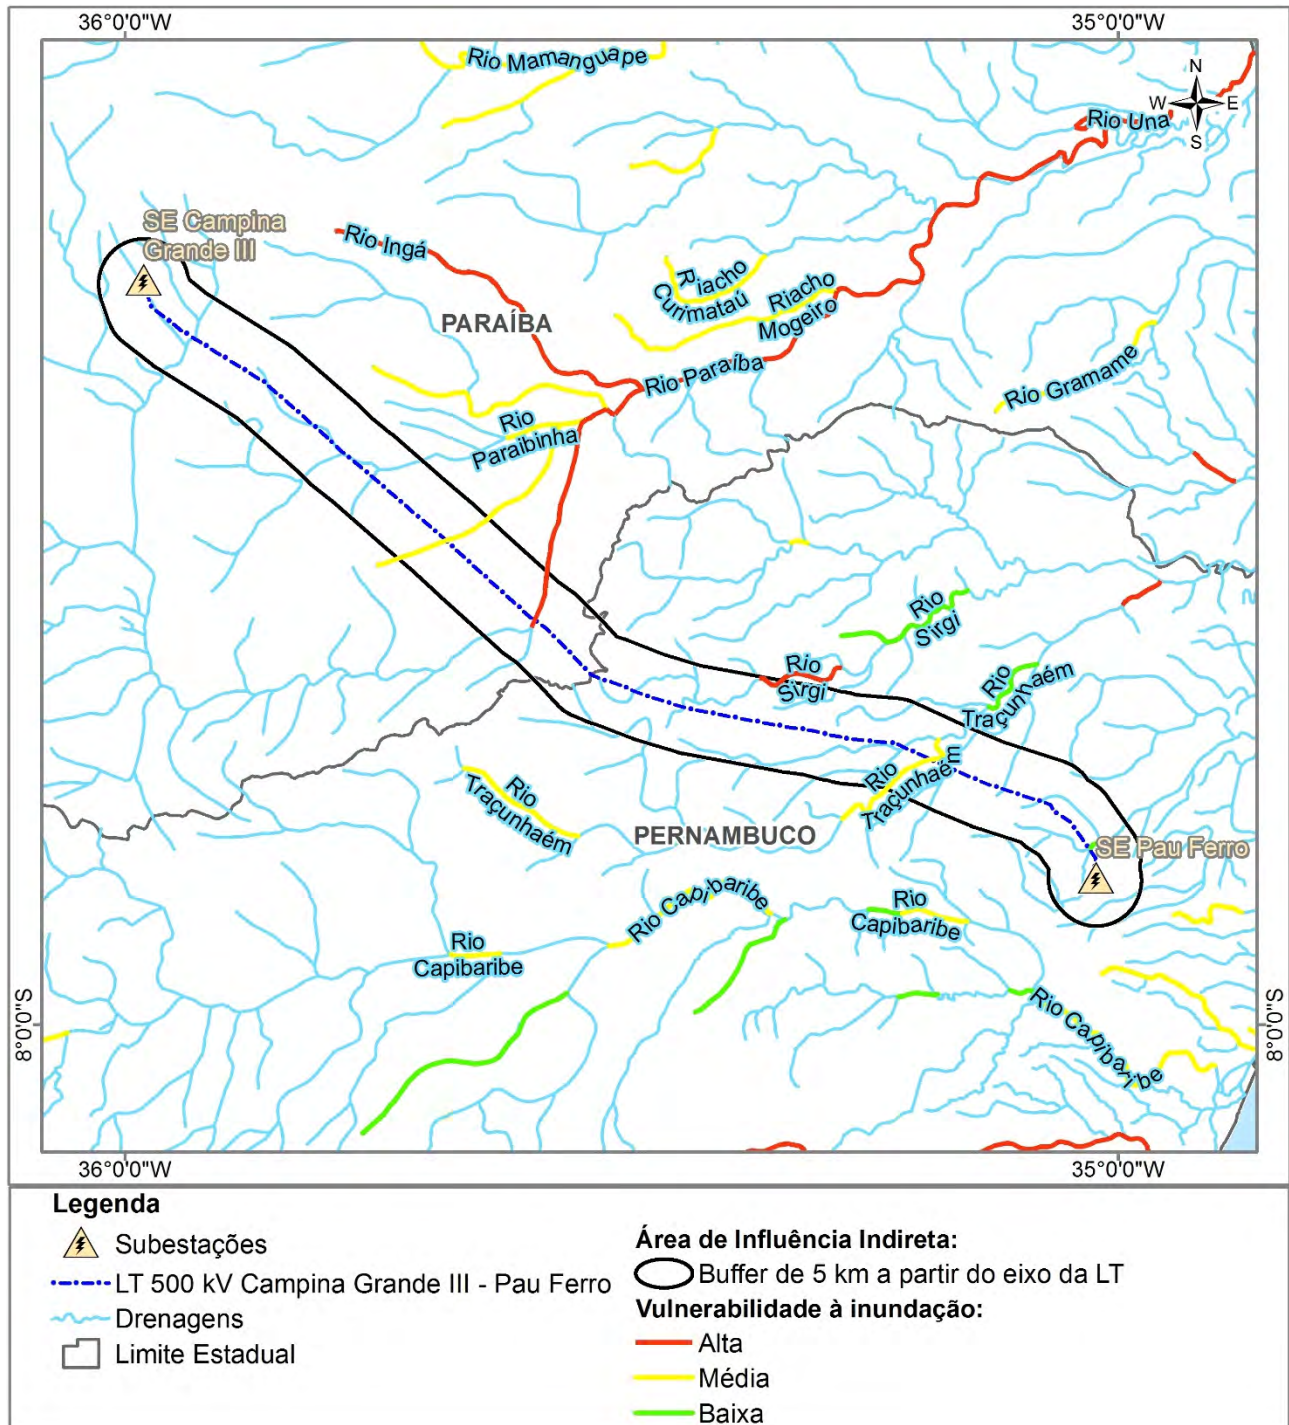 36°0'0"W
35°0'0"W
Rio Mamanguape
N
W
E
S
Rio Una
SE Campina
Grande III
Rio Ingá
Riacho
Curimataú
Riacho
Mogeiro
PARAÍBA
Rio Paraíba
Rio Gramame
Rio
Paraibinha
Rio
Sirgi
Rio
Sirgi
Rio
Traçunhaém
Rio
Traçunhaém
Rio
Traçunhaém
PERNAMBUCO
SE Pau Ferro
Rio Capibaribe
Rio
Capibaribe
Rio
Capibaribe
Rio Capibaribe
8°0'0"S
8°0'0"S
36°0'0"W
35°0'0"W
Legenda
Subestações
LT 500 kV Campina Grande III - Pau Ferro
Drenagens
Limite Estadual
Área de Influência Indireta:
Buffer de 5 km a partir do eixo da LT
Vulnerabilidade à inundação:
Alta
Média
Baixa